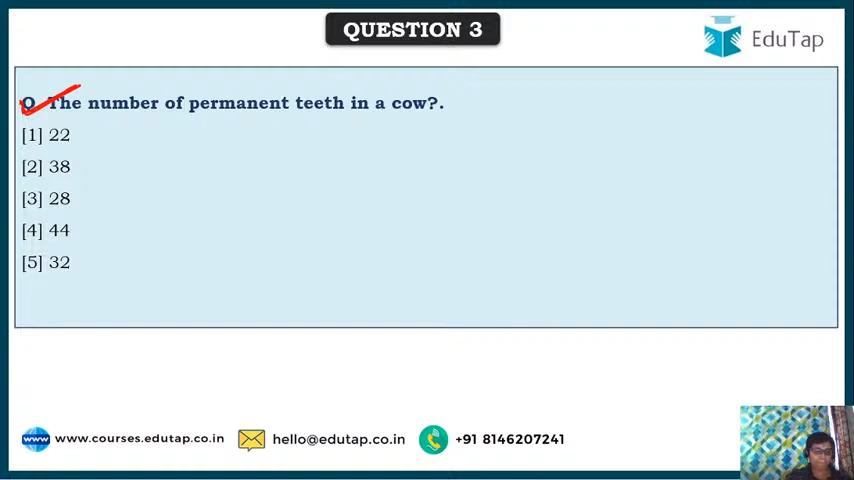 QUESTION 3
EduTap
Q. The number of permanent teeth in a cow?.
[1] 22
[2] 38
[3] 28
[4] 44
[5] 32
www www.courses.edutap.co.in hello@edutap.co.in +91 8146207241